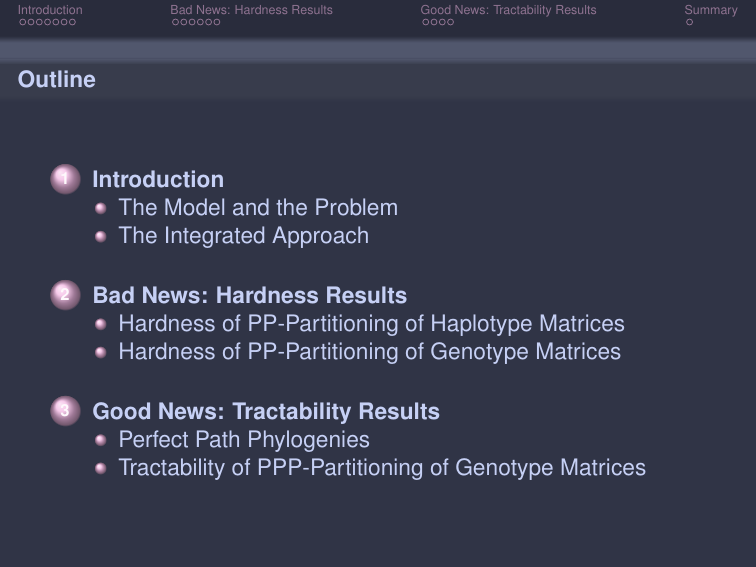 Introduction Bad News: Hardness Results Good News: Tractability Results Summary
Outline
1 Introduction
The Model and the Problem
The Integrated Approach
2 Bad News: Hardness Results
Hardness of PP-Partitioning of Haplotype Matrices
Hardness of PP-Partitioning of Genotype Matrices
3 Good News: Tractability Results
Perfect Path Phylogenies
Tractability of PPP-Partitioning of Genotype Matrices